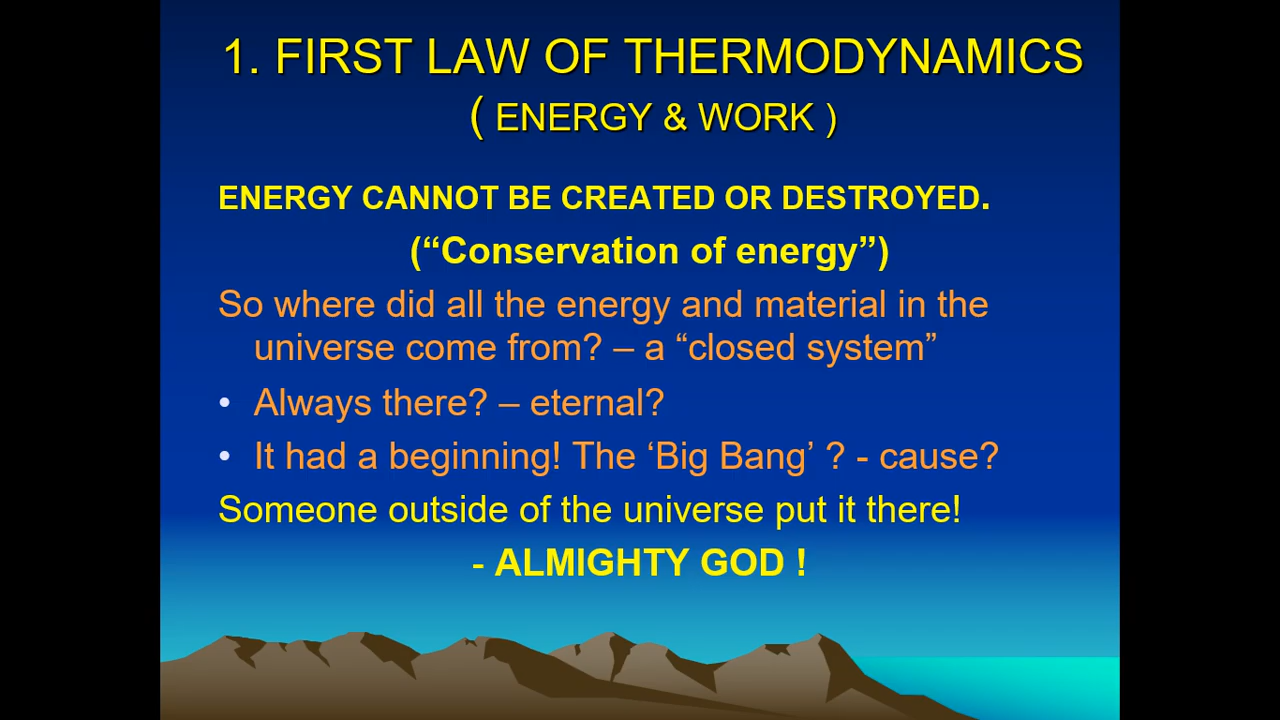 1. FIRST LAW OF THERMODYNAMICS
( ENERGY & WORK )
ENERGY CANNOT BE CREATED OR DESTROYED.
(“Conservation of energy”)
So where did all the energy and material in the
universe come from? – a “closed system”
• Always there? – eternal?
• It had a beginning! The ‘Big Bang’ ? - cause?
Someone outside of the universe put it there!
- ALMIGHTY GOD !